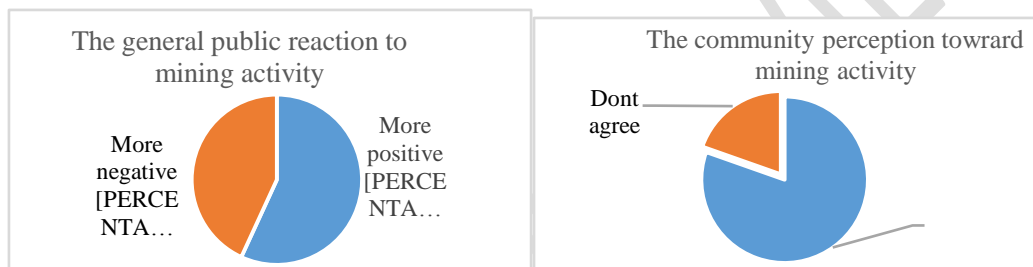 The general public reaction to
mining activity
More
negative
[PERCE
NTA…
More
positive
[PERCE
NTA…
The community perception toward
mining activity
Dont
agree